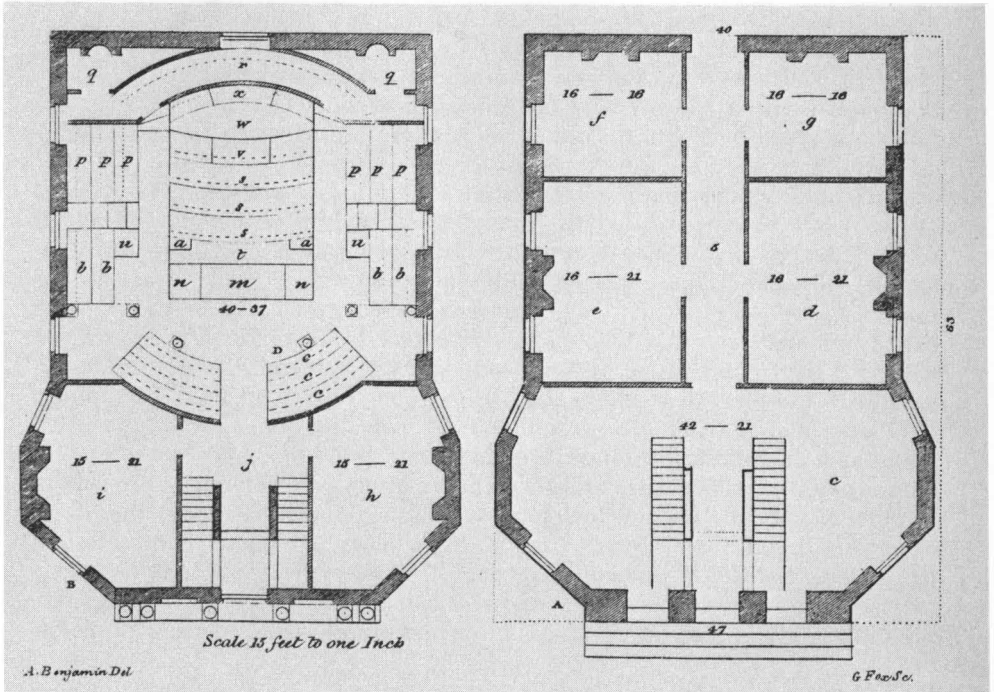 40
q r q
x
w
16 — 16 16 — 16
f g
p p p v p p p
s
s
s
a a
u t u
b b n m n b b
s
40-37
16 — 21 16 — 21
e d
63
D
c
c
c
42 — 21
15 — 21 j 15 — 21
i h
c
B
A
47
Scale 15 feet to one Inch
A. Benjamin Del
G Fox Sc.